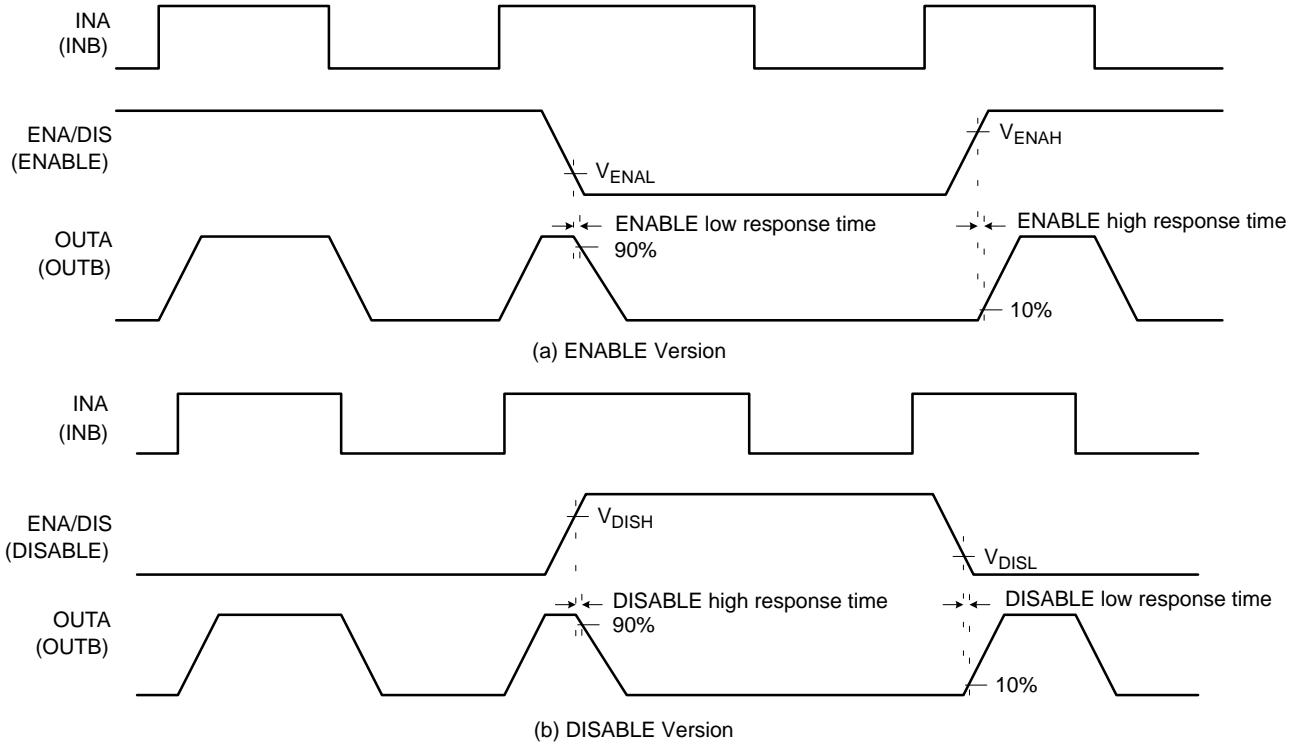 INA
(INB)
ENA/DIS
(ENABLE)
VENAL
VENAH
OUTA
(OUTB)
ENABLE low response time
90%
ENABLE high response time
10%
(a) ENABLE Version
INA
(INB)
ENA/DIS
(DISABLE)
VDISH
VDISL
OUTA
(OUTB)
DISABLE high response time
90%
DISABLE low response time
10%
(b) DISABLE Version